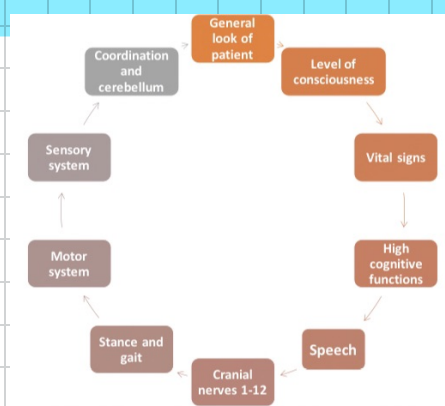 General
look of
patient
Level of
consciousness
Vital signs
High
cognitive
functions
Speech
Cranial
nerves 1-12
Stance and
gait
Motor
system
Sensory
system
Coordination
and
cerebellum